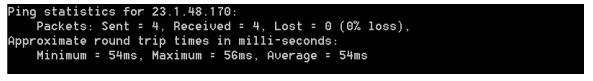 Ping statistics for 23.1.48.170:
    Packets: Sent = 4, Received = 4, Lost = 0 (0% loss),
Approximate round trip times in milli-seconds:
    Minimum = 54ms, Maximum = 56ms, Average = 54ms